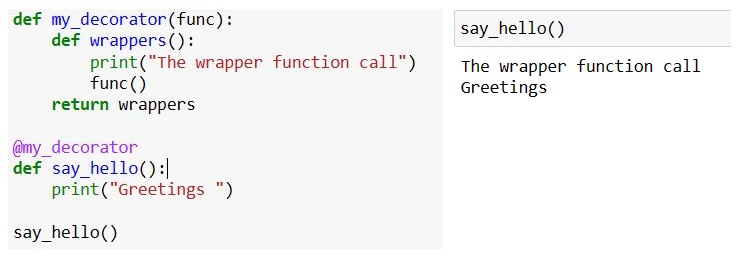 def my_decorator(func):
    def wrappers():
        print("The wrapper function call")
        func()
    return wrappers

@my_decorator
def say_hello():
    print("Greetings ")

say_hello()

say_hello()
The wrapper function call
Greetings